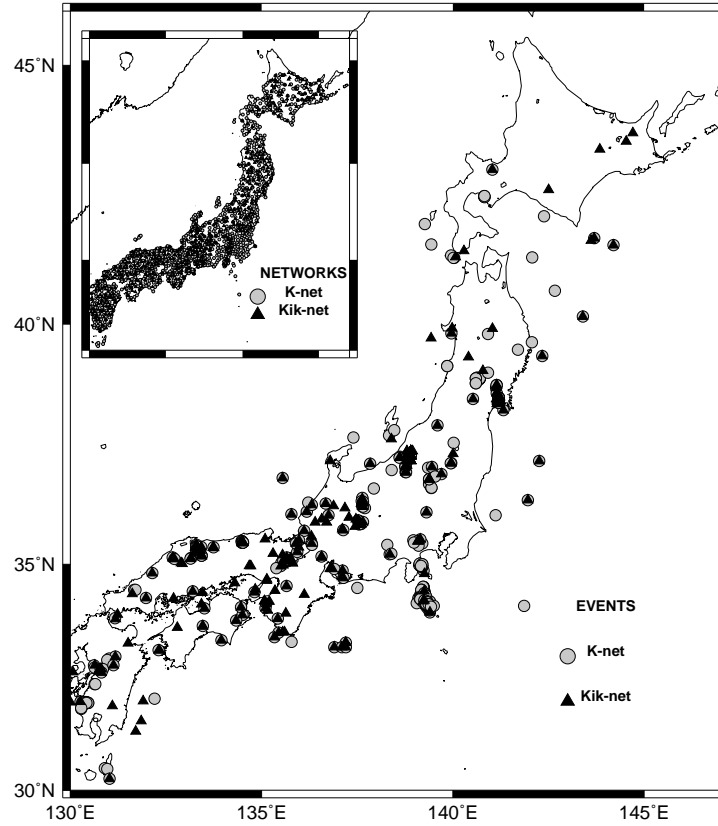 45˚N
NETWORKS
K-net
Kik-net
40˚N
35˚N
EVENTS
K-net
Kik-net
30˚N
130˚E
135˚E
140˚E
145˚E